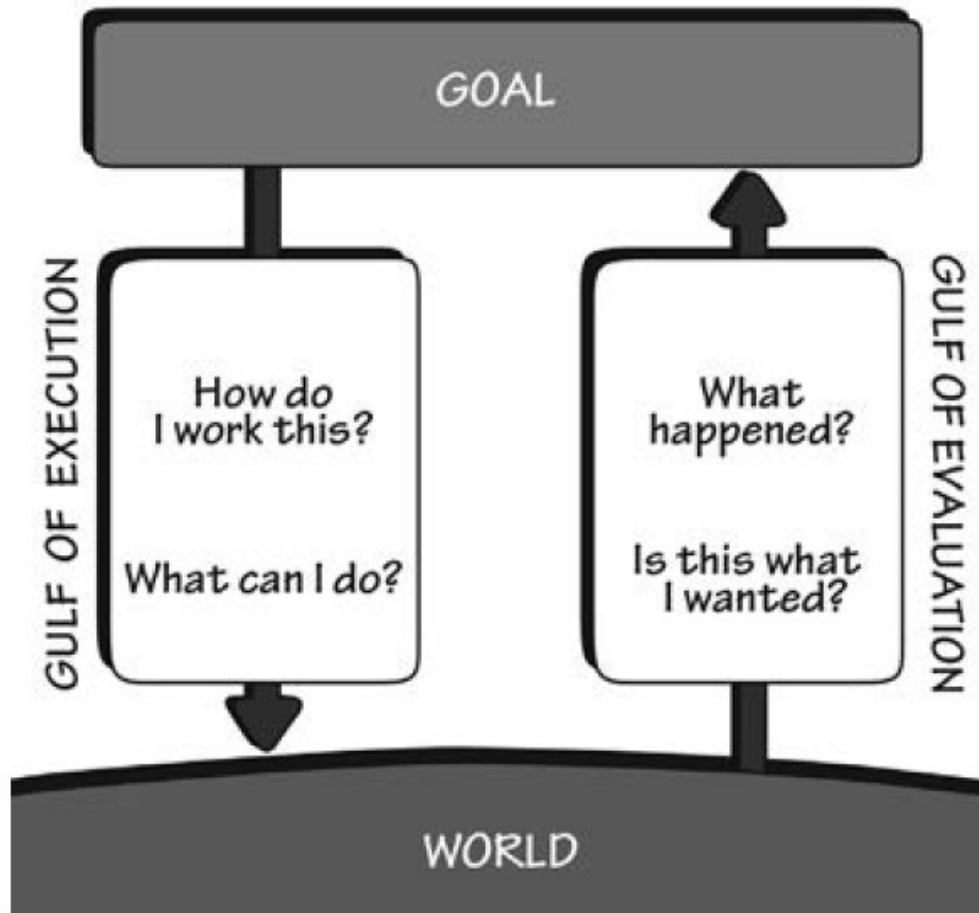 GOAL
GULF OF EXECUTION
How do
I work this?
What can I do?
What
happened?
Is this what
I wanted?
GULF OF EVALUATION
WORLD